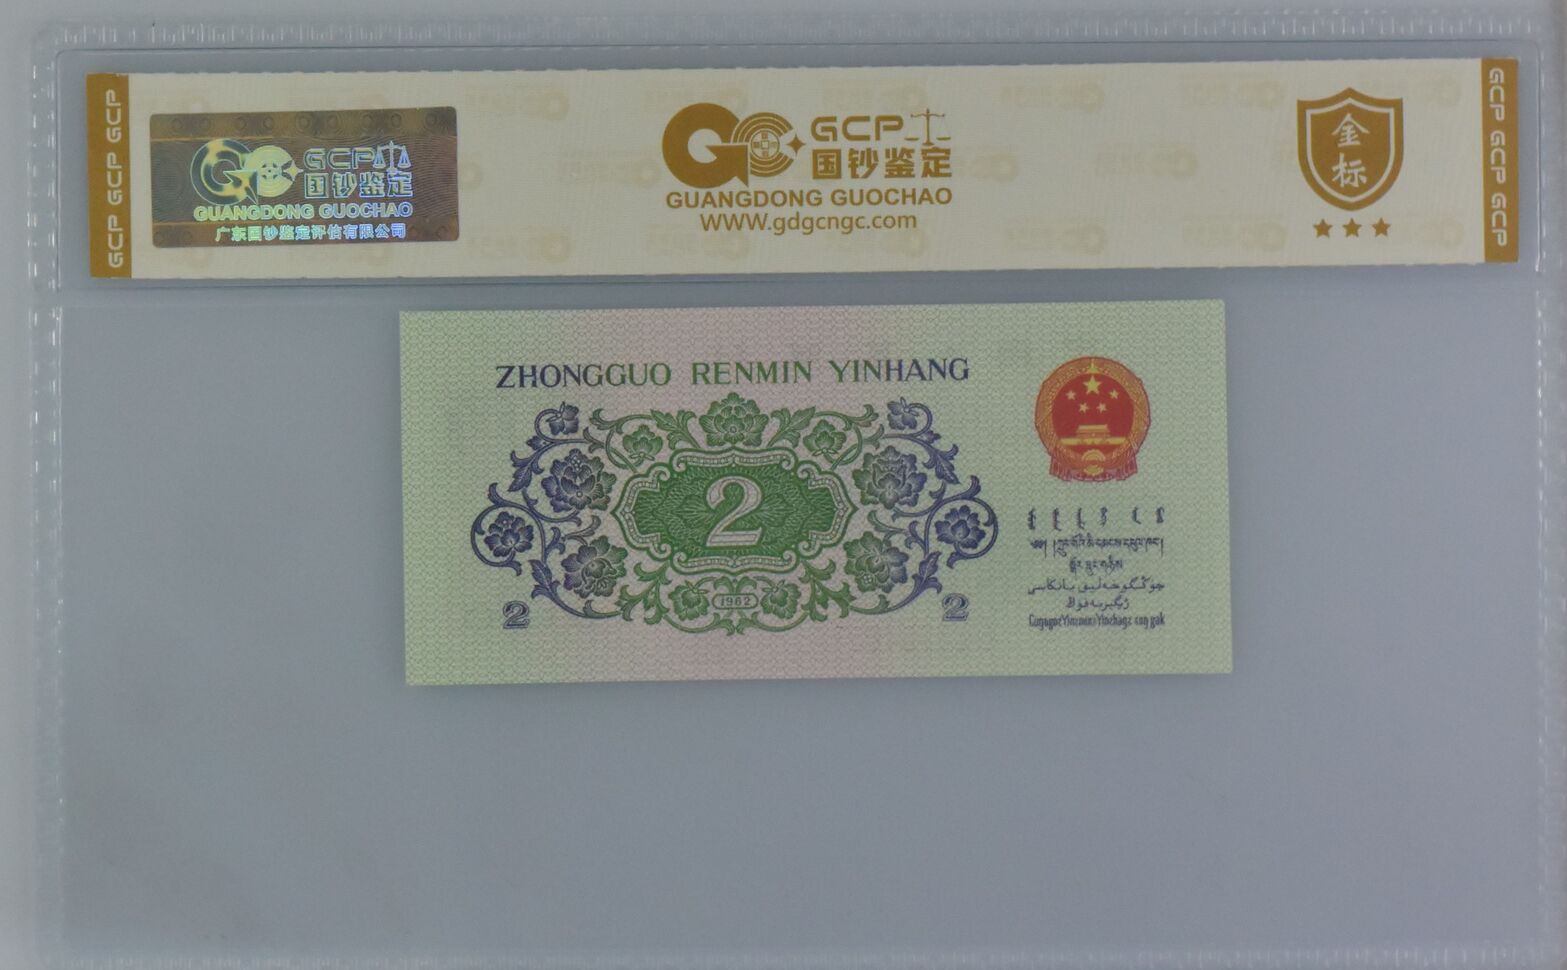 GCP GCP GCP
GCP
国钞鉴定
GUANGDONG GUOCHAO
广东国钞鉴定评估有限公司
GCP
国钞鉴定
GUANGDONG GUOCHAO
WWW.gdgcngc.com
金
标
GCP GCP GCP
ZHONGGUO RENMIN YINHANG
2
1962
2 2